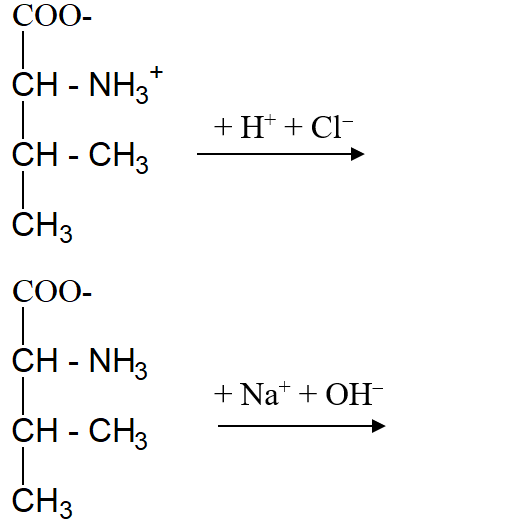 COO-
CH - NH₃⁺
+ H⁺ + Cl⁻
CH - CH₃
CH₃
COO-
CH - NH₃
+ Na⁺ + OH⁻
CH - CH₃
CH₃